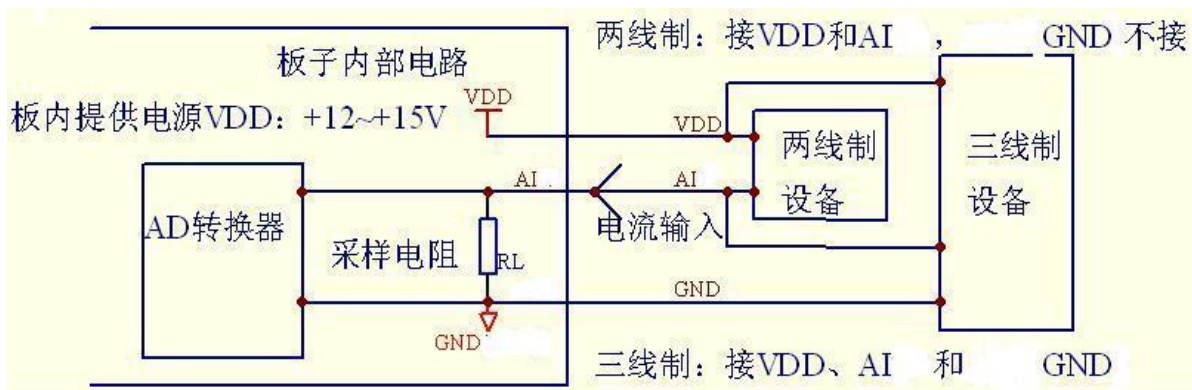 两线制：接VDD和AI ， GND 不接
板子内部电路
VDD
板内提供电源VDD：+12~+15V
VDD
两线制
设备
三线制
设备
AI
AI
AD转换器
电流输入
采样电阻
RL
GND
GND
三线制：接VDD、AI 和 GND